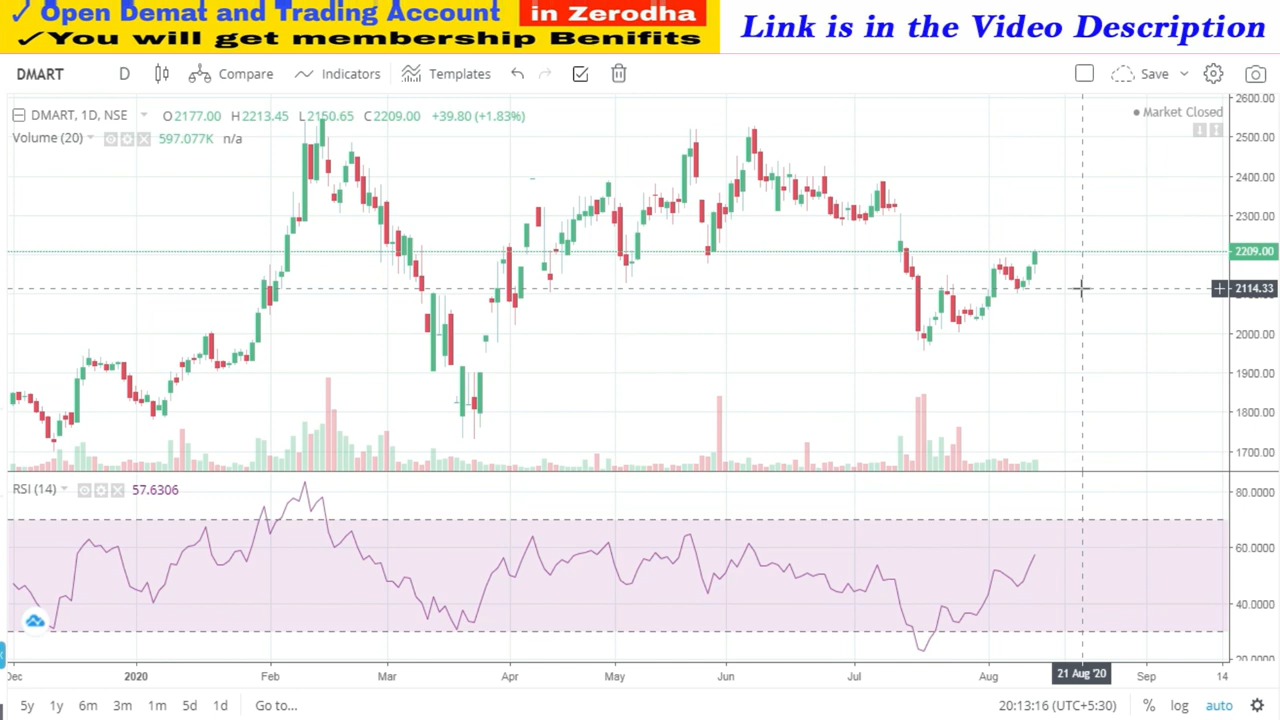 ✓ Open Demat and Trading Account in Zerodha
✓You will get membership Benifits
Link is in the Video Description
DMART D Compare Indicators Templates Save
DMART, 1D, NSE O2177.00 H2213.45 L2150.65 C2209.00 +39.80 (+1.83%)
Market Closed
Volume (20) 597.077K n/a
2600.00
2500.00
2400.00
2300.00
2209.00
2114.33
2000.00
1900.00
1800.00
1700.00
RSI (14) 57.6306
80.0000
60.0000
40.0000
20.0000
Dec 2020 Feb Mar Apr May Jun Jul Aug 21 Aug '20 Sep 14
5y 1y 6m 3m 1m 5d 1d Go to... 20:13:16 (UTC+5:30) % log auto